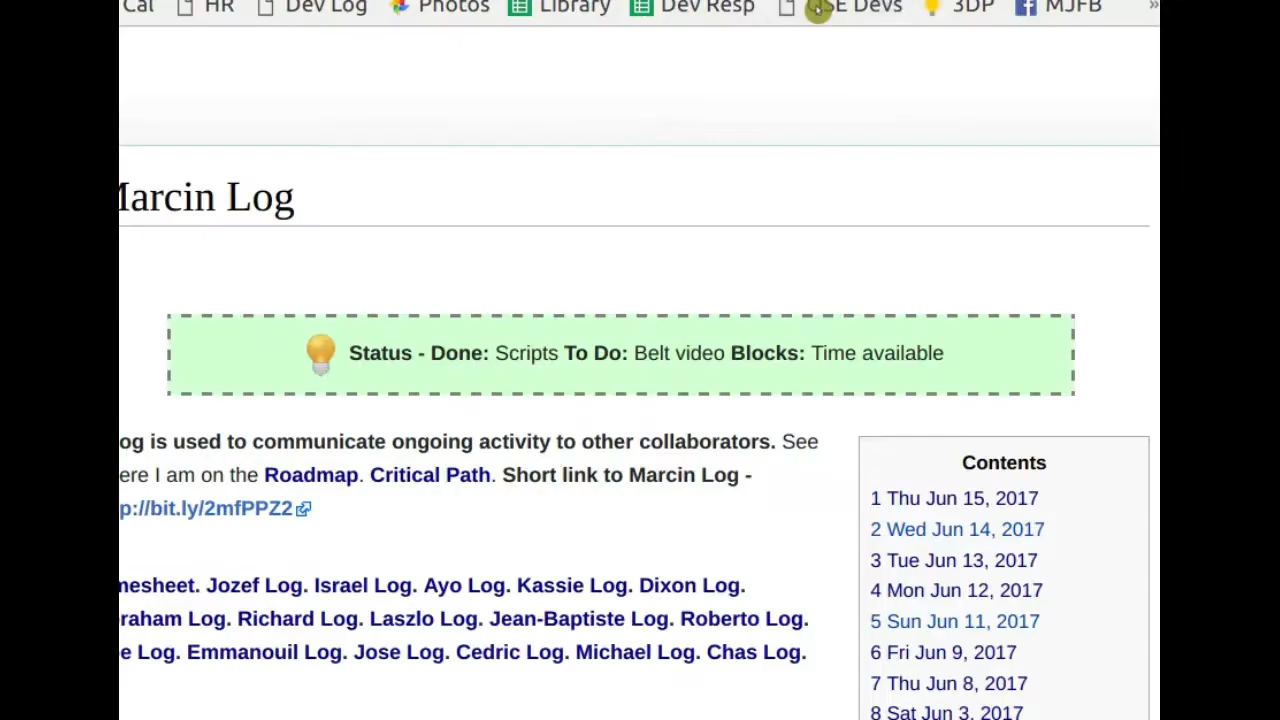 Cal HR Dev Log Photos Library Dev Resp OSE Devs 3DP MJFB »
Marcin Log
Status - Done: Scripts To Do: Belt video Blocks: Time available
og is used to communicate ongoing activity to other collaborators. See
ere I am on the Roadmap. Critical Path. Short link to Marcin Log -
p://bit.ly/2mfPPZ2
mesheet. Jozef Log. Israel Log. Ayo Log. Kassie Log. Dixon Log.
raham Log. Richard Log. Laszlo Log. Jean-Baptiste Log. Roberto Log.
e Log. Emmanouil Log. Jose Log. Cedric Log. Michael Log. Chas Log.
Contents
1 Thu Jun 15, 2017
2 Wed Jun 14, 2017
3 Tue Jun 13, 2017
4 Mon Jun 12, 2017
5 Sun Jun 11, 2017
6 Fri Jun 9, 2017
7 Thu Jun 8, 2017
8 Sat Jun 3, 2017